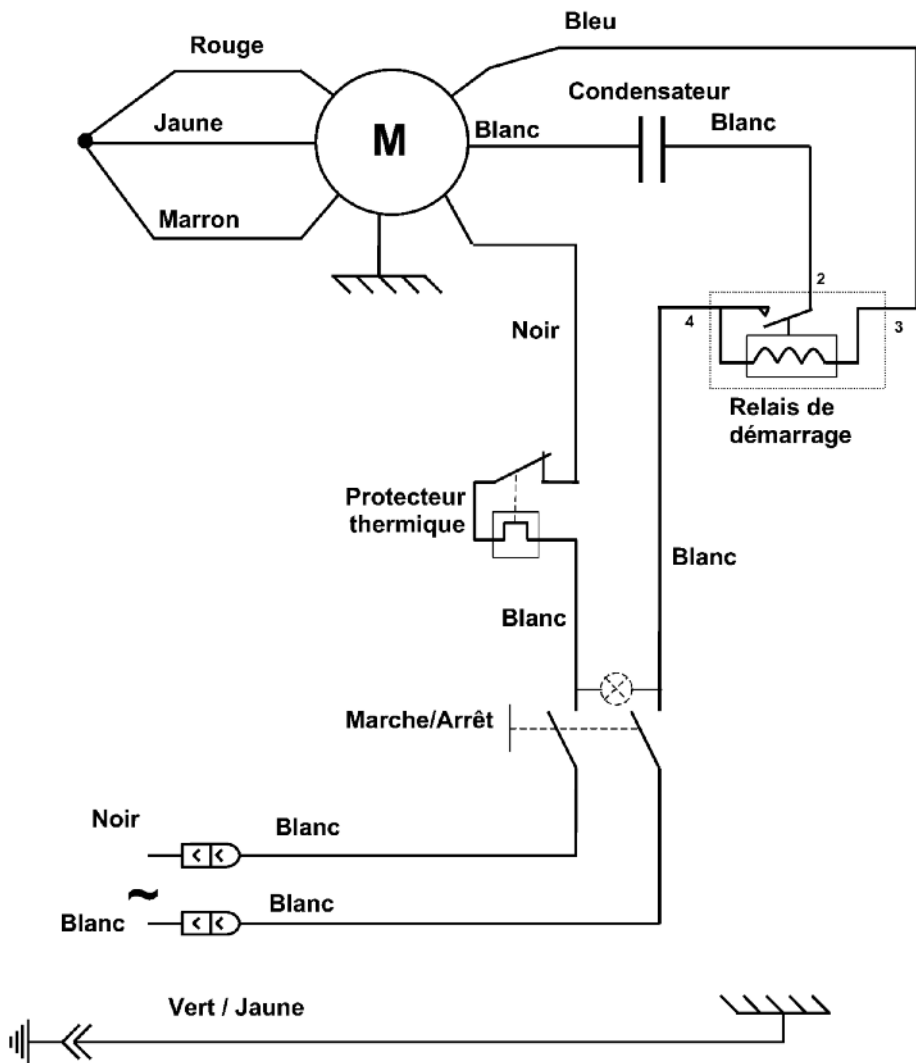 Bleu
Rouge
Condensateur
Jaune
M
Blanc
Blanc
Marron
2
4
3
Noir
Relais de
démarrage
Protecteur
thermique
Blanc
Blanc
Marche/Arrêt
Noir
Blanc
~
Blanc
Blanc
Vert / Jaune